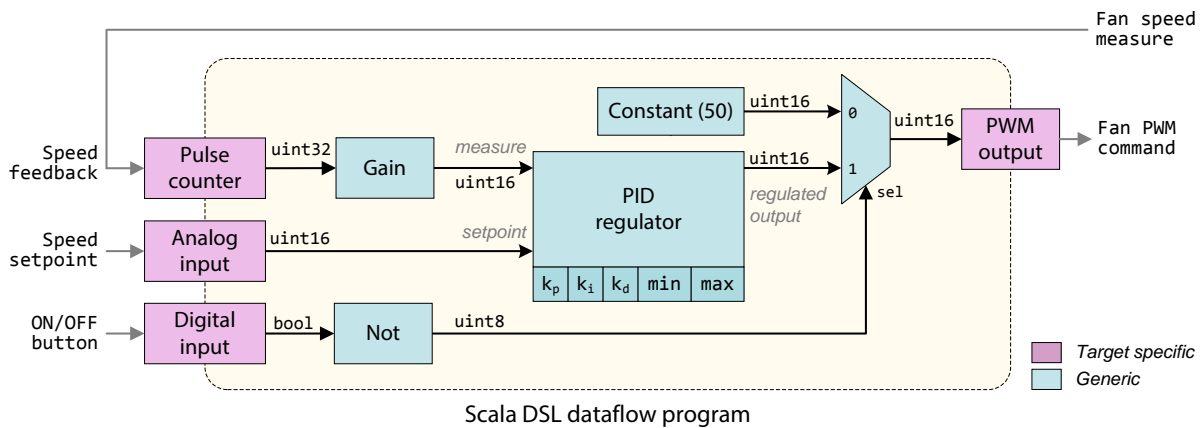 Fan speed
measure
Constant (50)
uint16
0
uint16
PWM
output
Fan PWM
command
Speed
feedback
Pulse
counter
uint32
Gain
measure
uint16
PID
regulator
uint16
1
regulated
output
sel
Speed
setpoint
Analog
input
uint16
setpoint
kp
ki
kd
min
max
ON/OFF
button
Digital
input
bool
Not
uint8
Target specific
Generic
Scala DSL dataflow program